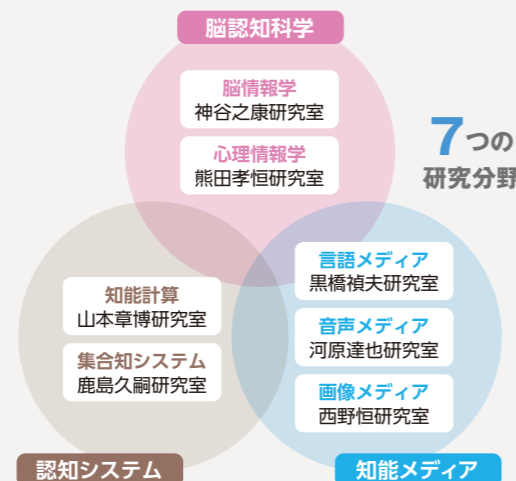 脳認知科学
脳情報学
神谷之康研究室
心理情報学
熊田孝恒研究室
7つの
研究分野
言語メディア
黒橋禎夫研究室
音声メディア
河原達也研究室
画像メディア
西野恒研究室
知能計算
山本章博研究室
集合知システム
鹿島久嗣研究室
認知システム
知能メディア